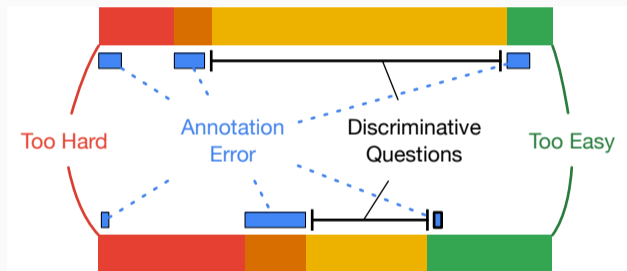 Too Hard
Annotation
Error
Discriminative
Questions
Too Easy